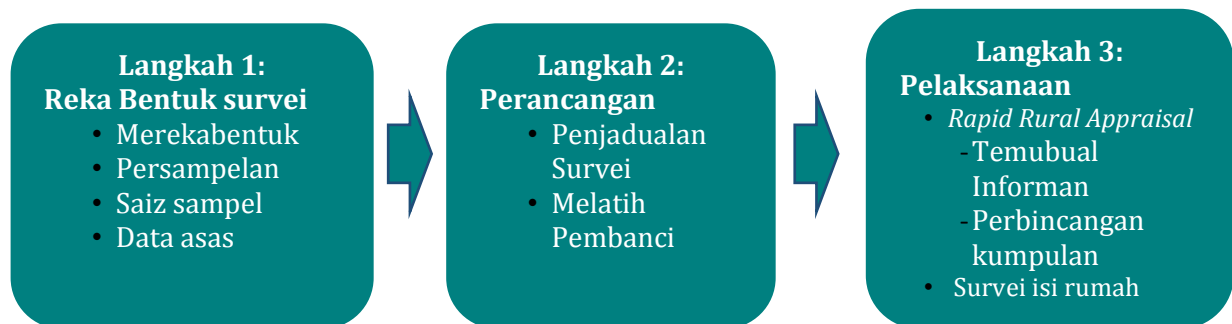 Langkah 1:
Reka Bentuk survei
• Merekabentuk
• Persampelan
• Saiz sampel
• Data asas
Langkah 2:
Perancangan
• Penjadualan
Survei
• Melatih
Pembanci
Langkah 3:
Pelaksanaan
• Rapid Rural Appraisal
-Temubual
Informan
-Perbincangan
kumpulan
• Survei isi rumah